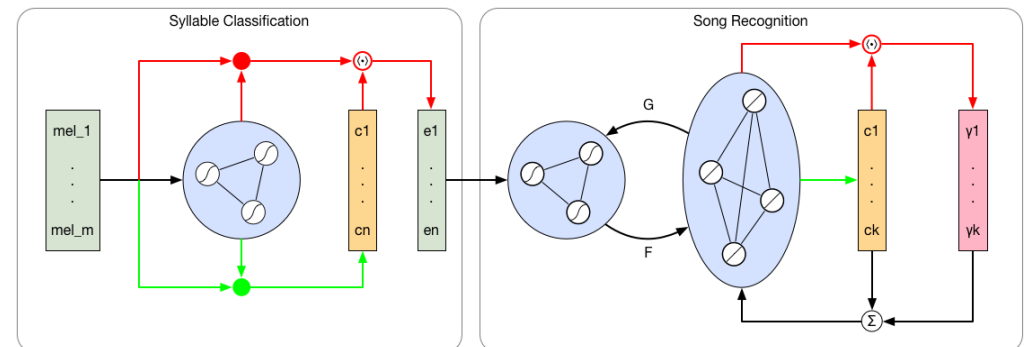 Syllable Classification
mel_1
.
.
.
mel_m
⟨·⟩
c1
.
.
.
cn
e1
.
.
.
en
Song Recognition
G
F
⟨·⟩
c1
.
.
.
ck
γ1
.
.
.
γk
Σ